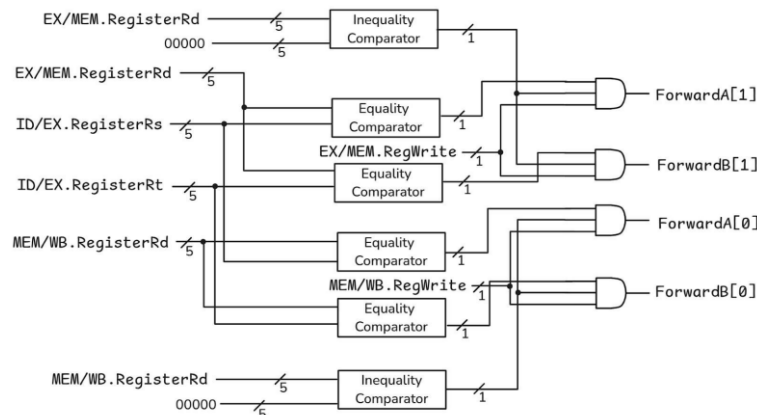 EX/MEM.RegisterRd 5 Inequality Comparator 1
00000 5
EX/MEM.RegisterRd 5
Equality Comparator 1 ForwardA[1]
ID/EX.RegisterRs 5
EX/MEM.RegWrite 1
Equality Comparator 1 ForwardB[1]
ID/EX.RegisterRt 5
ForwardA[0]
MEM/WB.RegisterRd 5 Equality Comparator 1
MEM/WB.RegWrite 1
ForwardB[0]
Equality Comparator 1
MEM/WB.RegisterRd 5 Inequality Comparator 1
00000 5